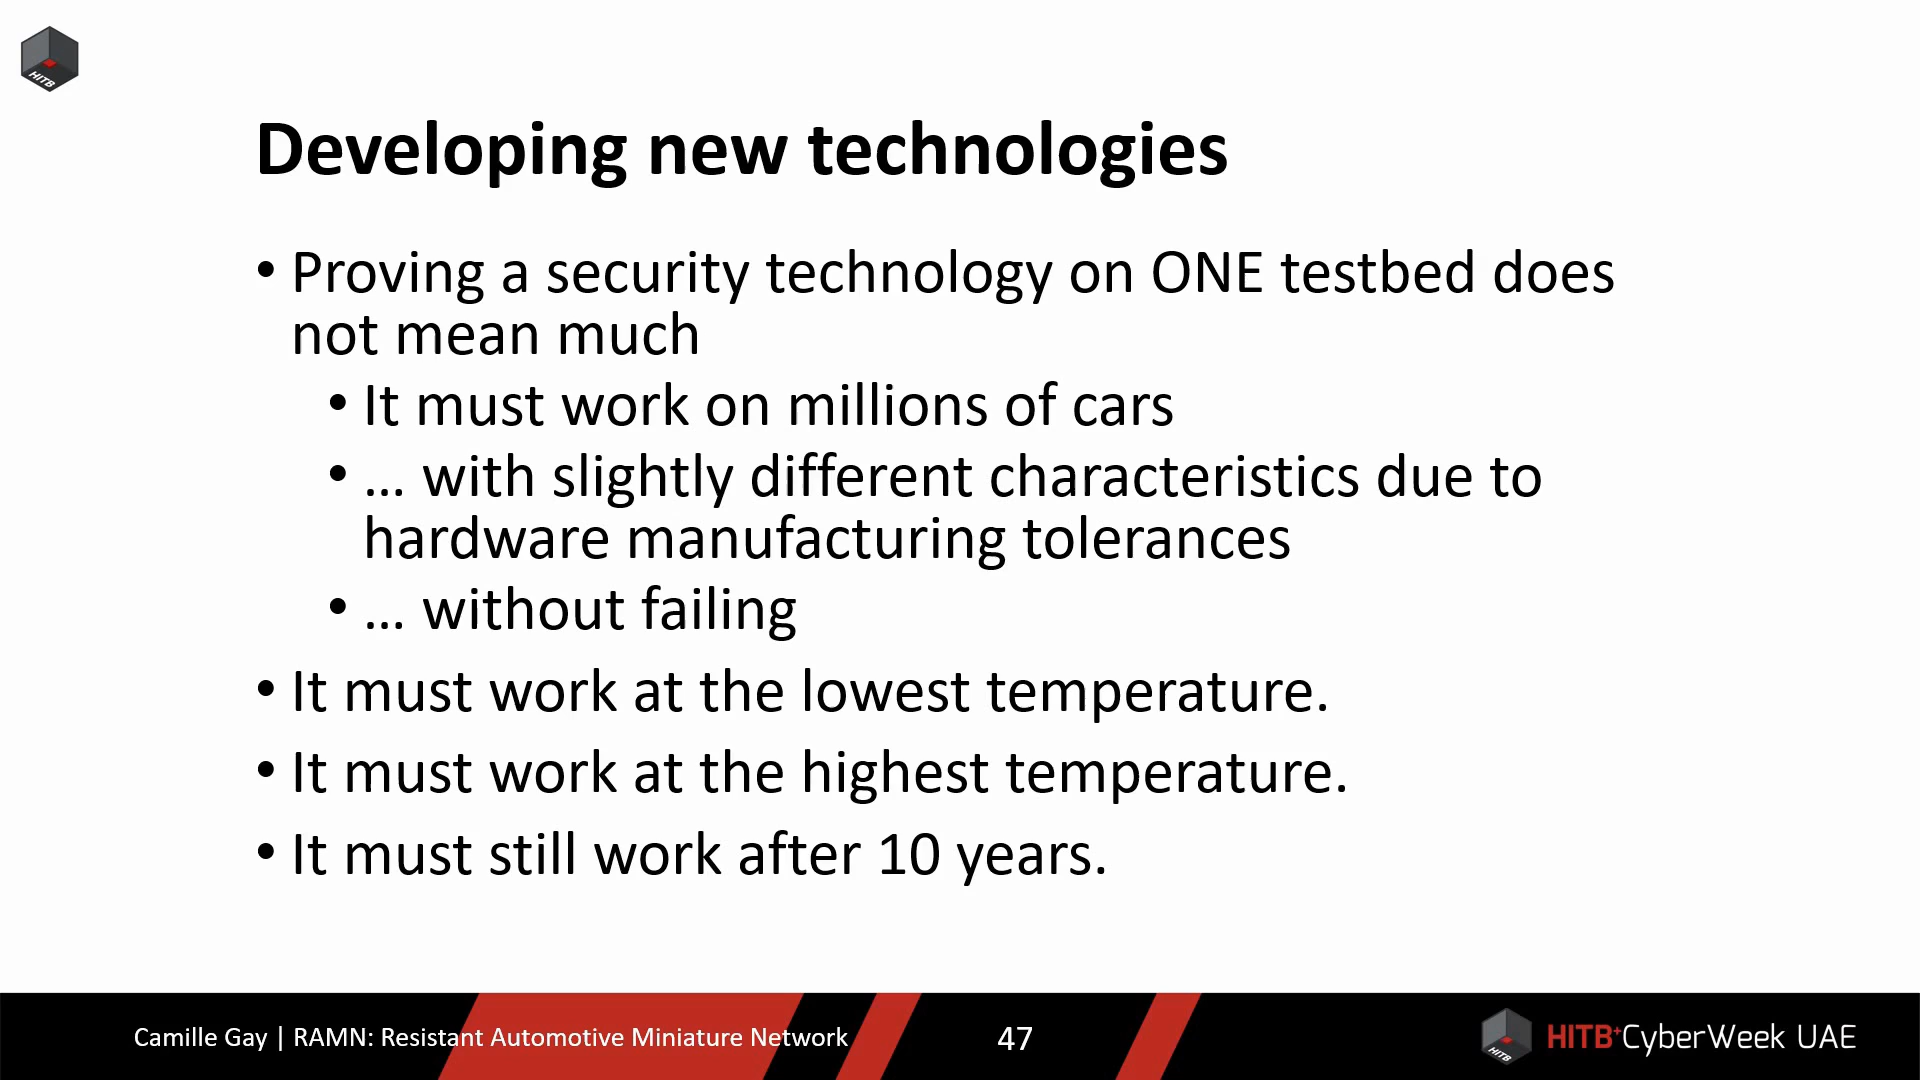 HITB
Developing new technologies
• Proving a security technology on ONE testbed does
not mean much
• It must work on millions of cars
• ... with slightly different characteristics due to
hardware manufacturing tolerances
• ... without failing
• It must work at the lowest temperature.
• It must work at the highest temperature.
• It must still work after 10 years.
Camille Gay | RAMN: Resistant Automotive Miniature Network
47
HITB
HITB+CyberWeek UAE